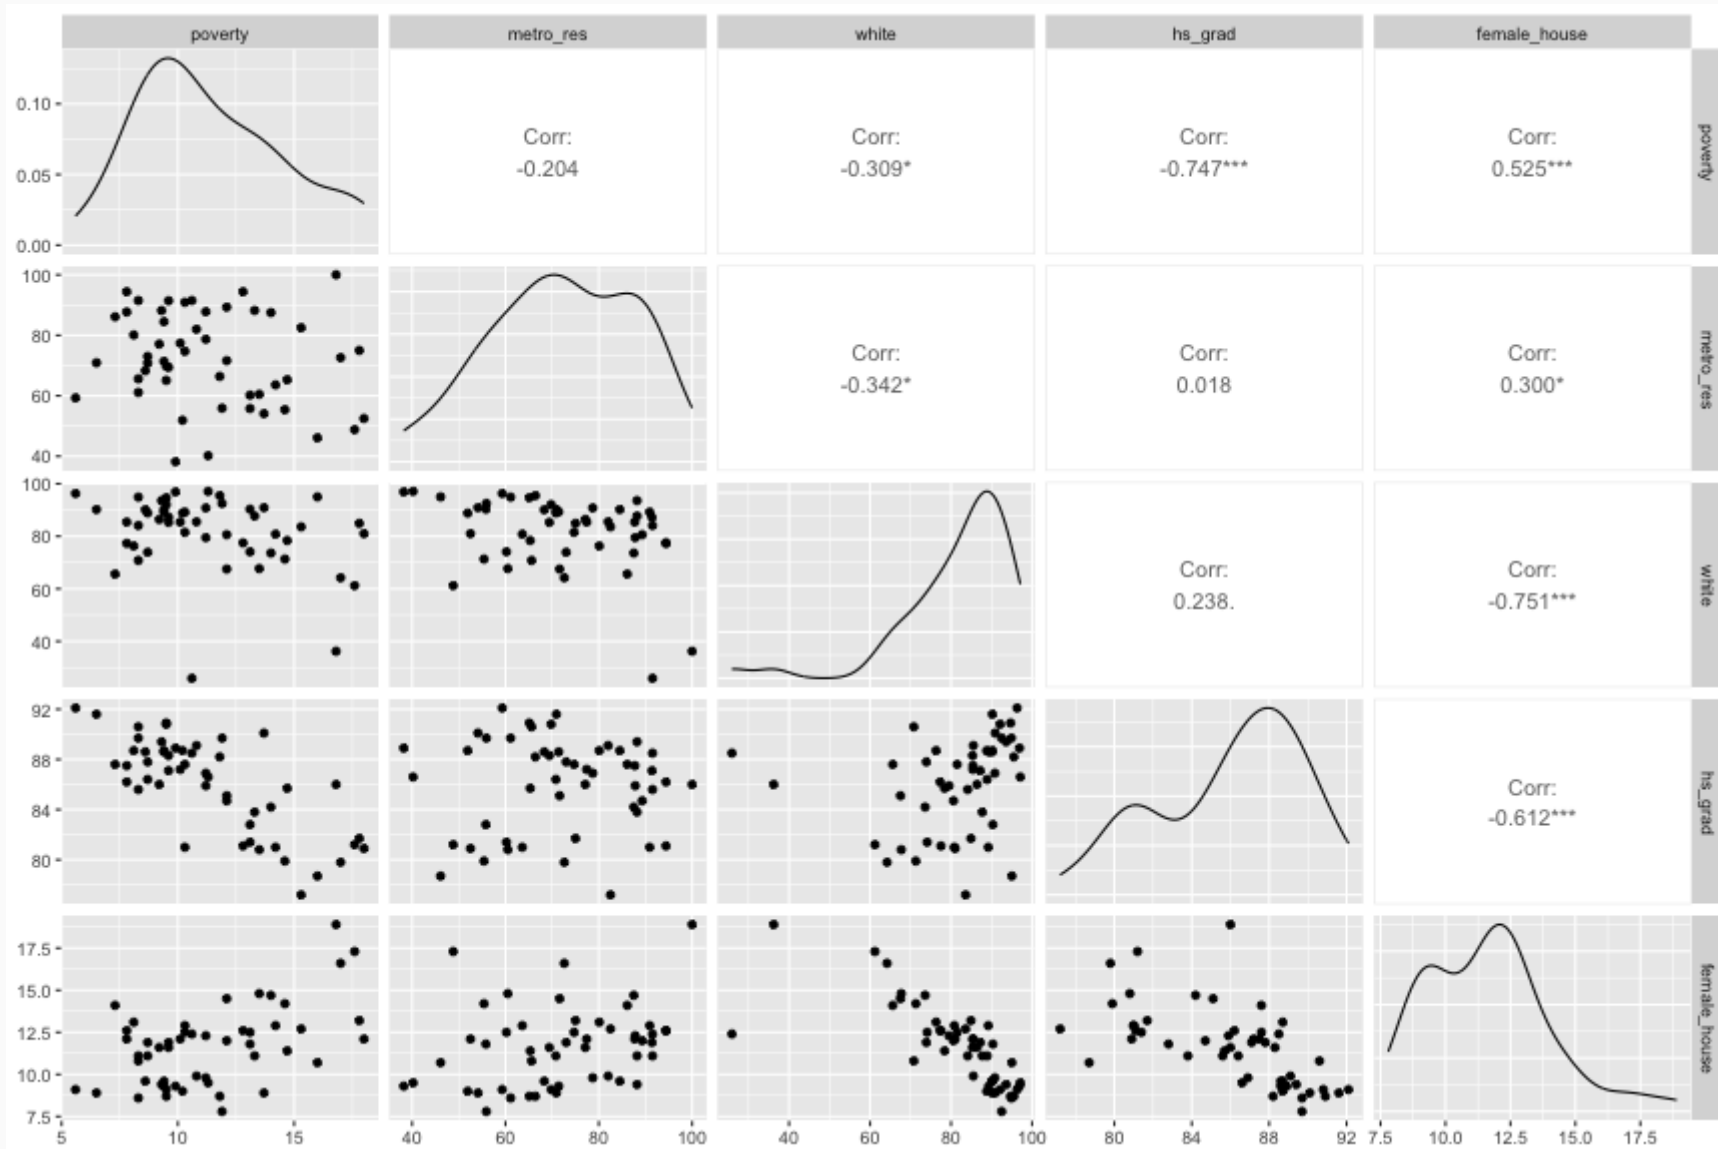 poverty metro_res white hs_grad female_house
0.10
0.05
0.00
Corr: Corr: Corr: Corr:
-0.204 -0.309* -0.747*** 0.525***
poverty
100
80
60
40
Corr: Corr: Corr:
-0.342* 0.018 0.300*
metro_res
100
80
60
40
Corr: Corr:
0.238. -0.751***
white
92
88
84
80
Corr:
-0.612***
hs_grad
17.5
15.0
12.5
10.0
7.5
female_house
5 10 15 40 60 80 100 40 60 80 100 80 84 88 92 7.5 10.0 12.5 15.0 17.5